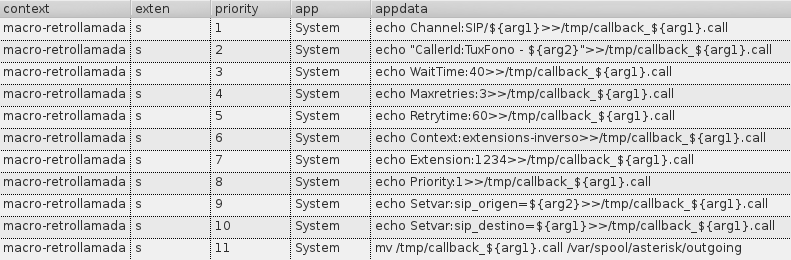 context exten priority app appdata
macro-retrollamada s 1 System echo Channel:SIP/${arg1}>>/tmp/callback_${arg1}.call
macro-retrollamada s 2 System echo "CallerId:TuxFono - ${arg2}">>/tmp/callback_${arg1}.call
macro-retrollamada s 3 System echo WaitTime:40>>/tmp/callback_${arg1}.call
macro-retrollamada s 4 System echo Maxretries:3>>/tmp/callback_${arg1}.call
macro-retrollamada s 5 System echo Retrytime:60>>/tmp/callback_${arg1}.call
macro-retrollamada s 6 System echo Context:extensions-inverso>>/tmp/callback_${arg1}.call
macro-retrollamada s 7 System echo Extension:1234>>/tmp/callback_${arg1}.call
macro-retrollamada s 8 System echo Priority:1>>/tmp/callback_${arg1}.call
macro-retrollamada s 9 System echo Setvar:sip_origen=${arg2}>>/tmp/callback_${arg1}.call
macro-retrollamada s 10 System echo Setvar:sip_destino=${arg1}>>/tmp/callback_${arg1}.call
macro-retrollamada s 11 System mv /tmp/callback_${arg1}.call /var/spool/asterisk/outgoing